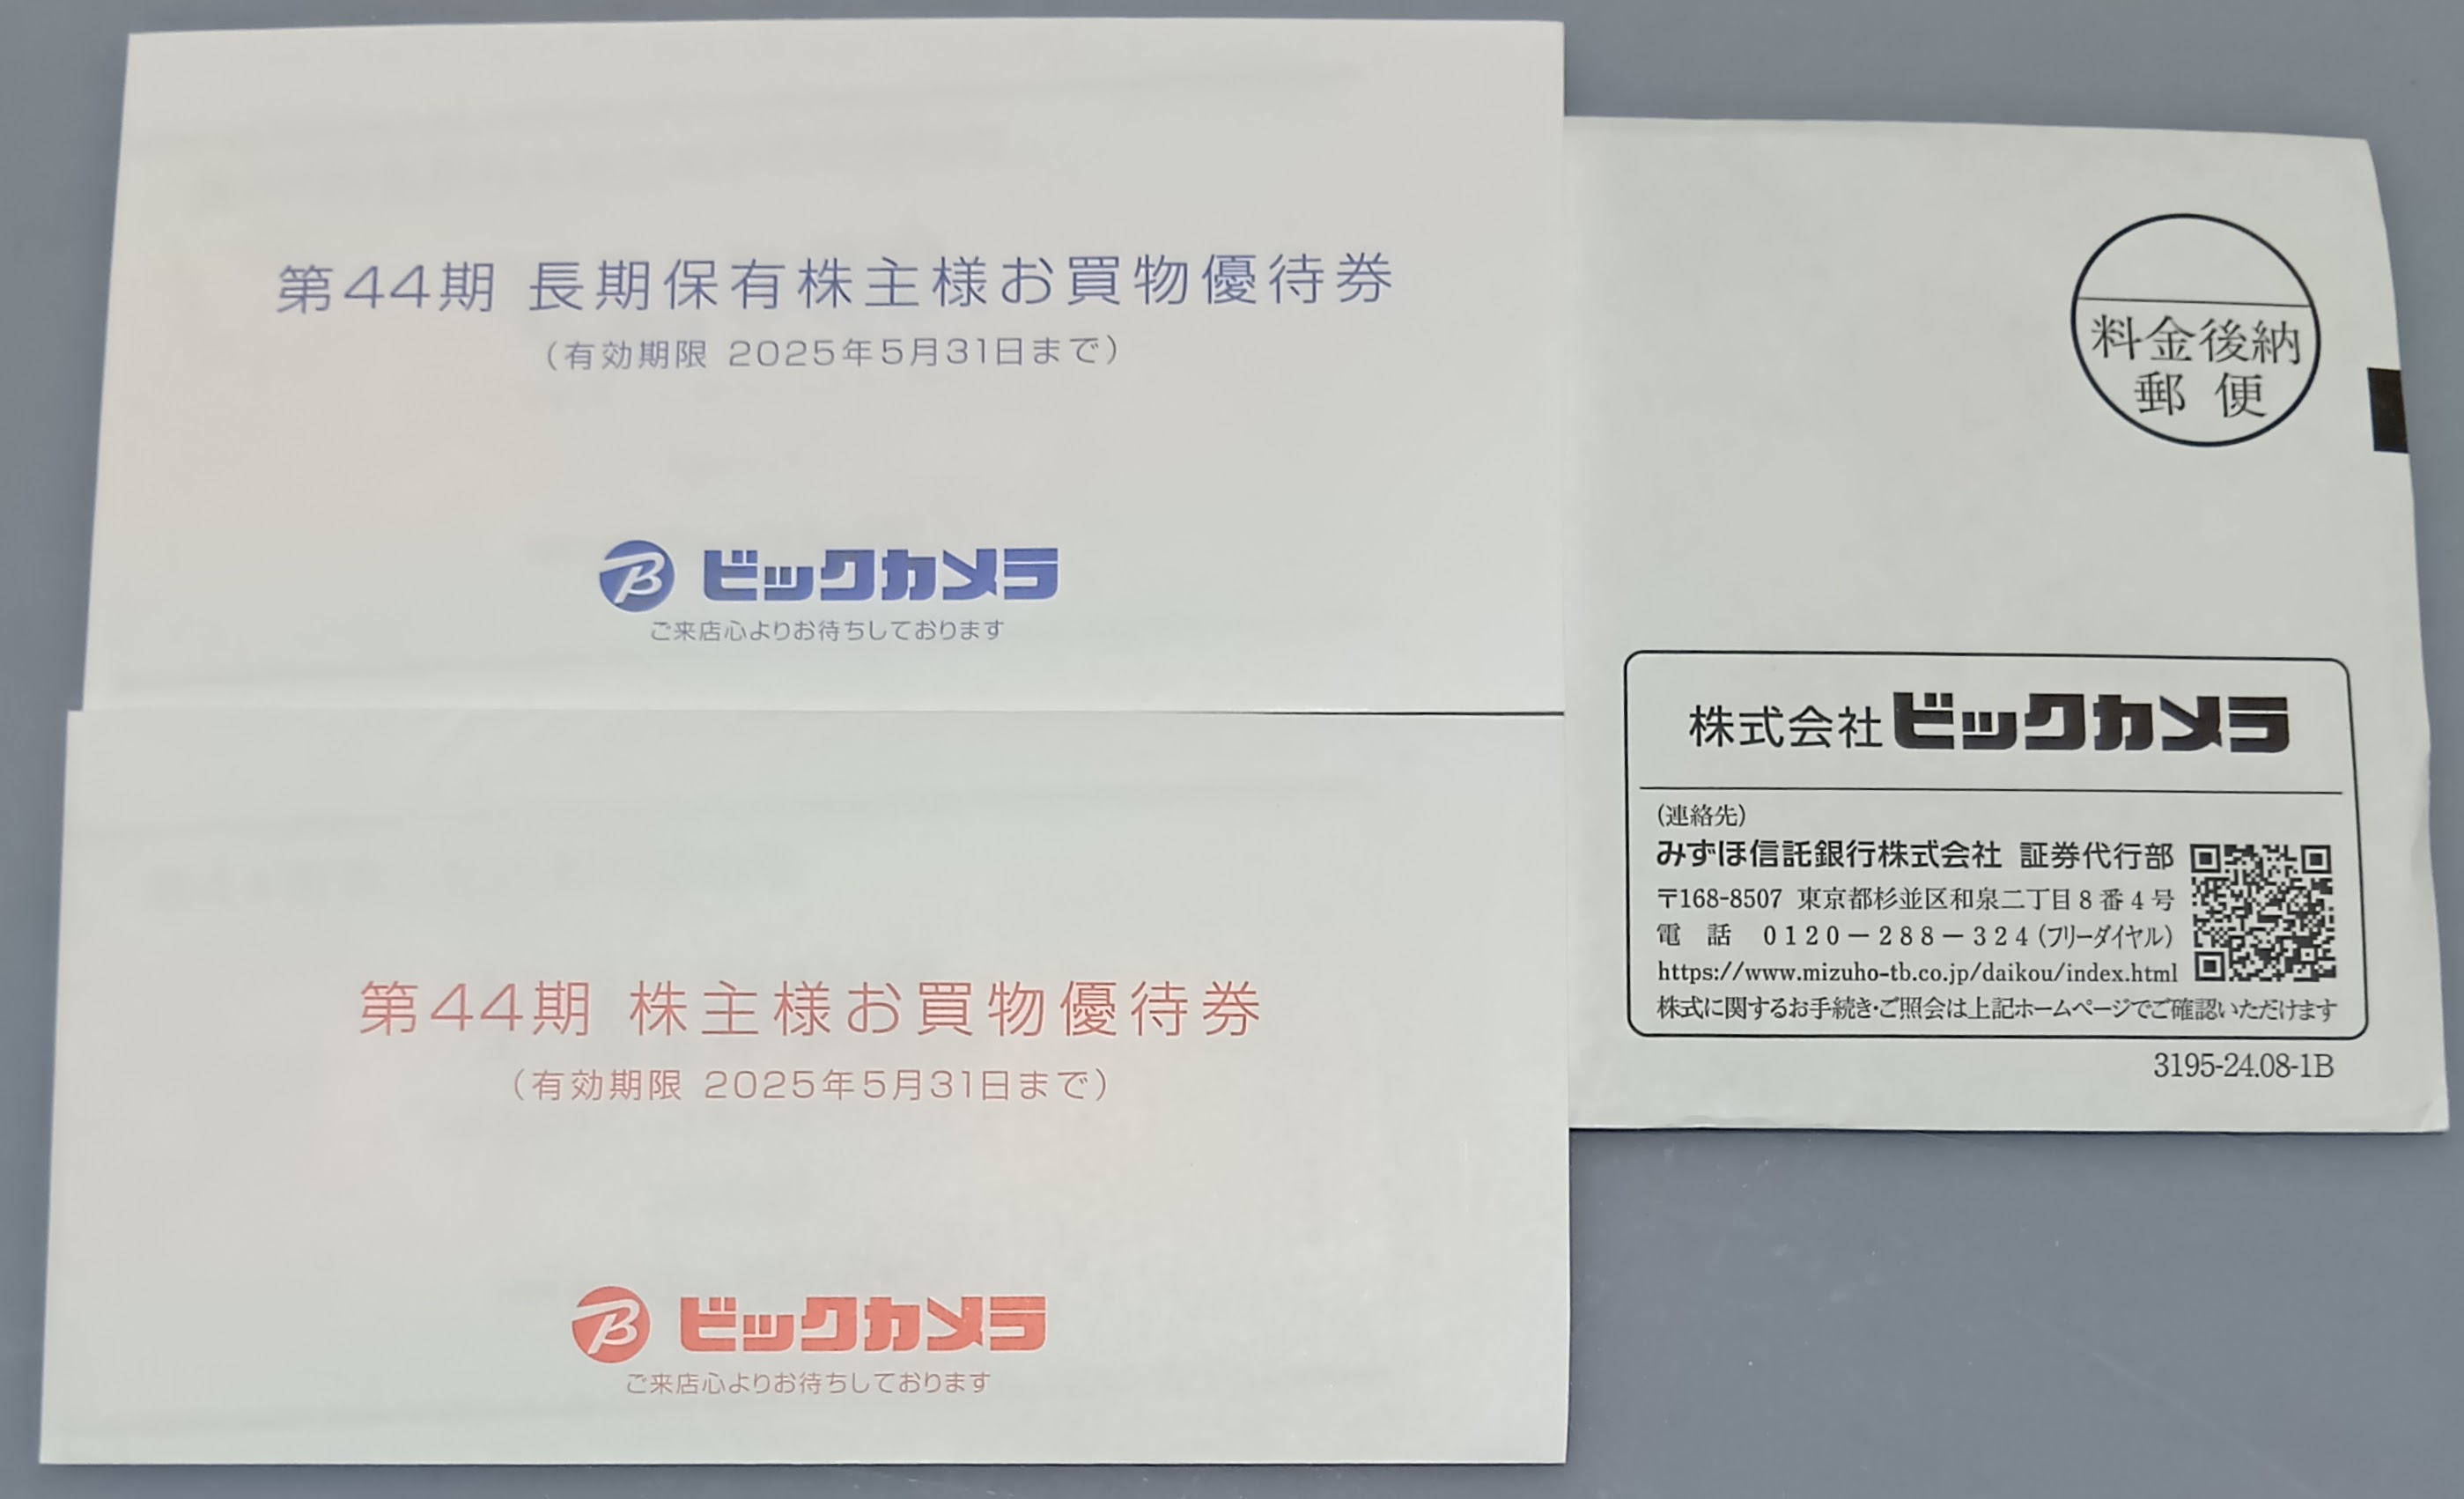 第44期 長期保有株主様お買物優待券
(有効期限 2025年5月31日まで)
B ビックカメラ
ご来店心よりお待ちしております
第44期 株主様お買物優待券
(有効期限 2025年5月31日まで)
B ビックカメラ
ご来店心よりお待ちしております
料金後納
郵便
株式会社ビックカメラ
(連絡先)
みずほ信託銀行株式会社 証券代行部
〒168-8507 東京都杉並区和泉二丁目8番4号
電話 0120-288-324(フリーダイヤル)
https://www.mizuho-tb.co.jp/daikou/index.html
株式に関するお手続き・ご照会は上記ホームページでご確認いただけます
3195-24.08-1B